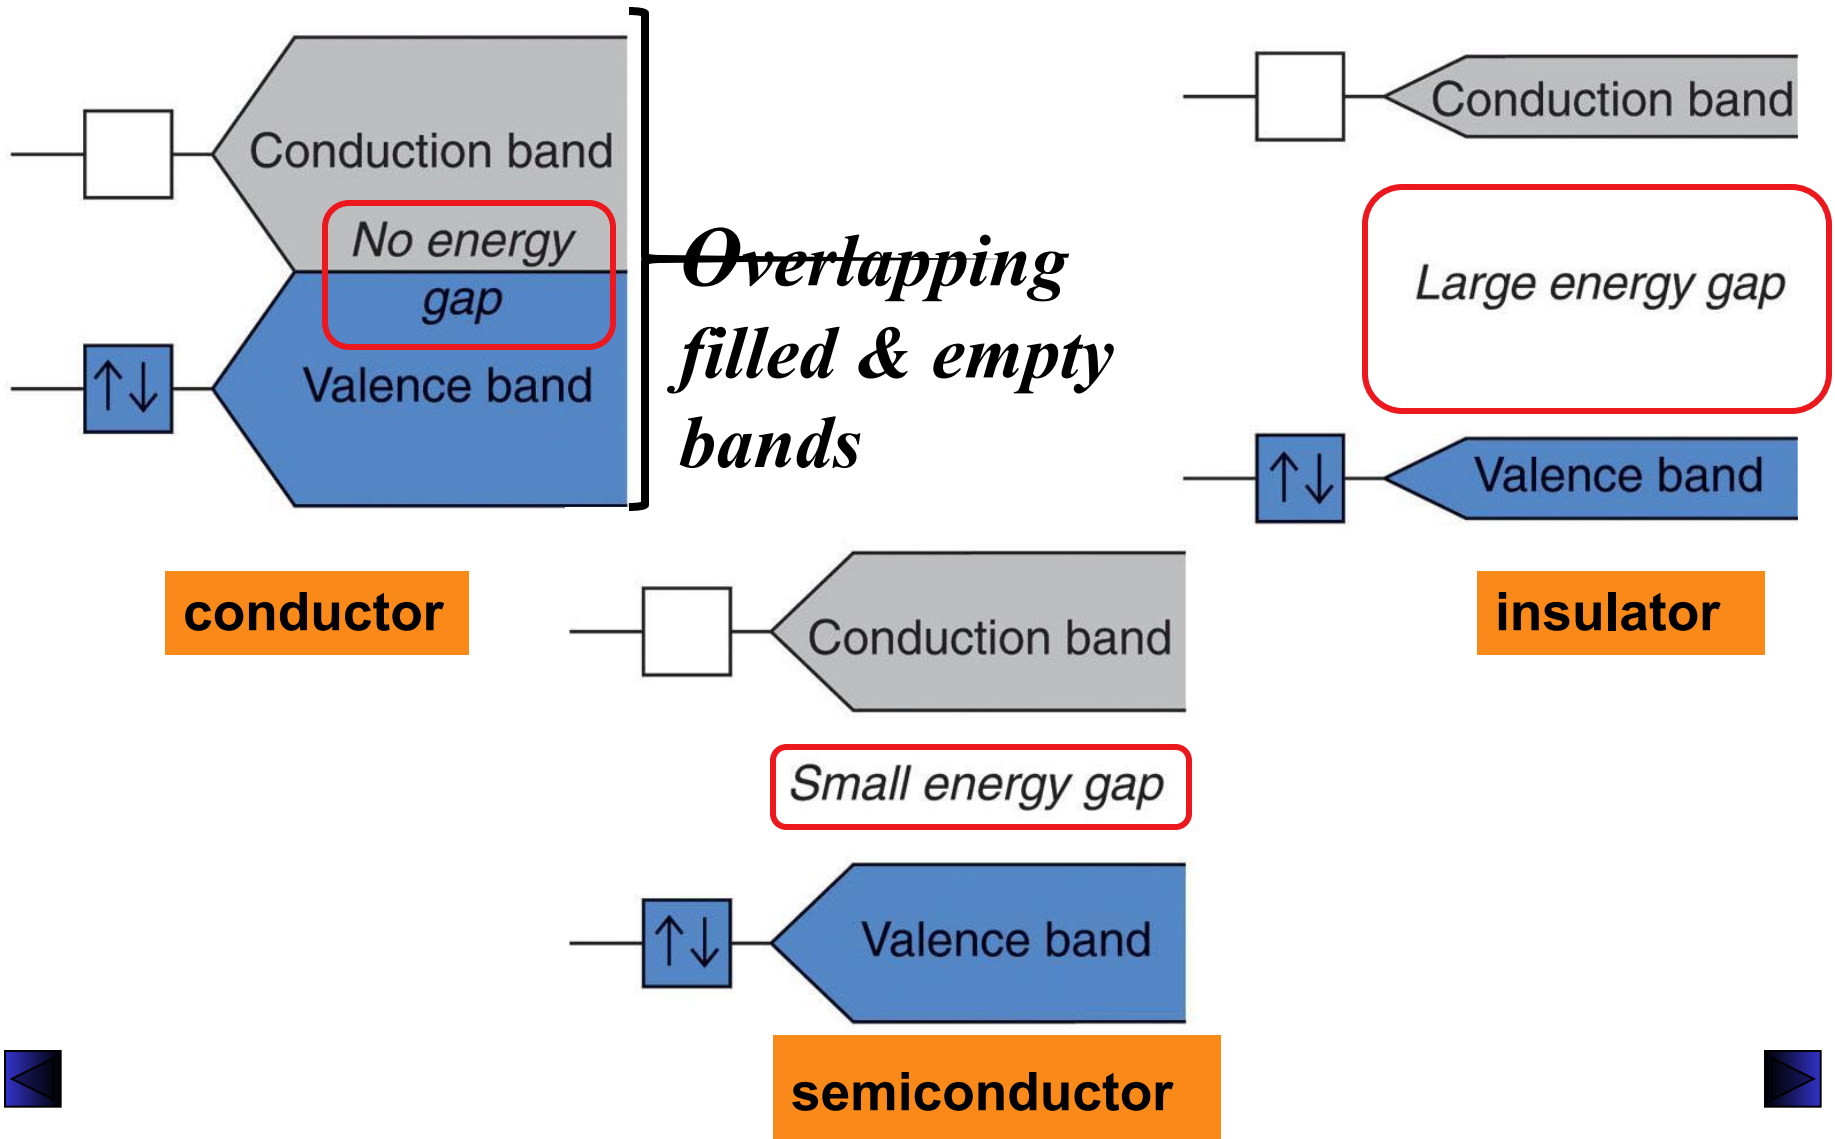 Conduction band
No energy
gap
Valence band
↑↓
Overlapping
filled & empty
bands
conductor
Conduction band
Large energy gap
Valence band
↑↓
insulator
Conduction band
Small energy gap
Valence band
↑↓
semiconductor